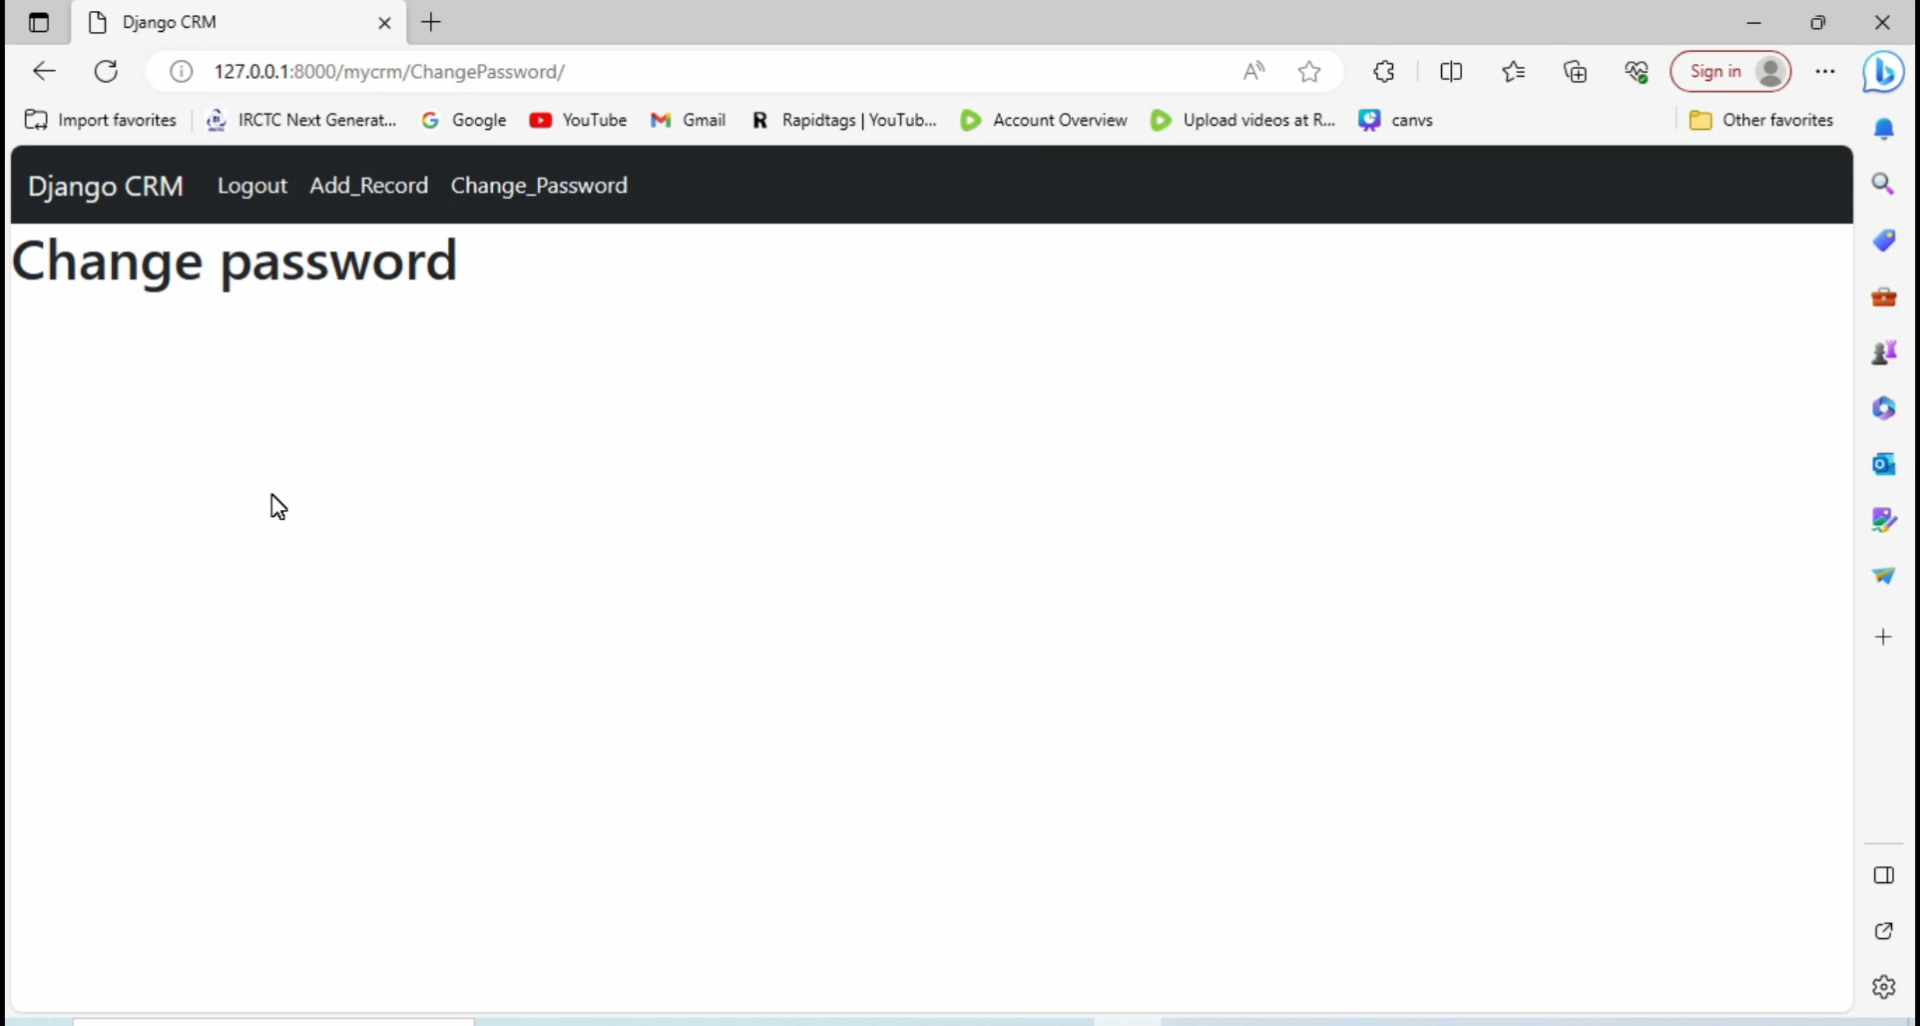 Django CRM
127.0.0.1:8000/mycrm/ChangePassword/
Sign in
Import favorites IRCTC Next Generat... Google YouTube Gmail Rapidtags | YouTub... Account Overview Upload videos at R... canvs Other favorites
Django CRM Logout Add_Record Change_Password
Change password